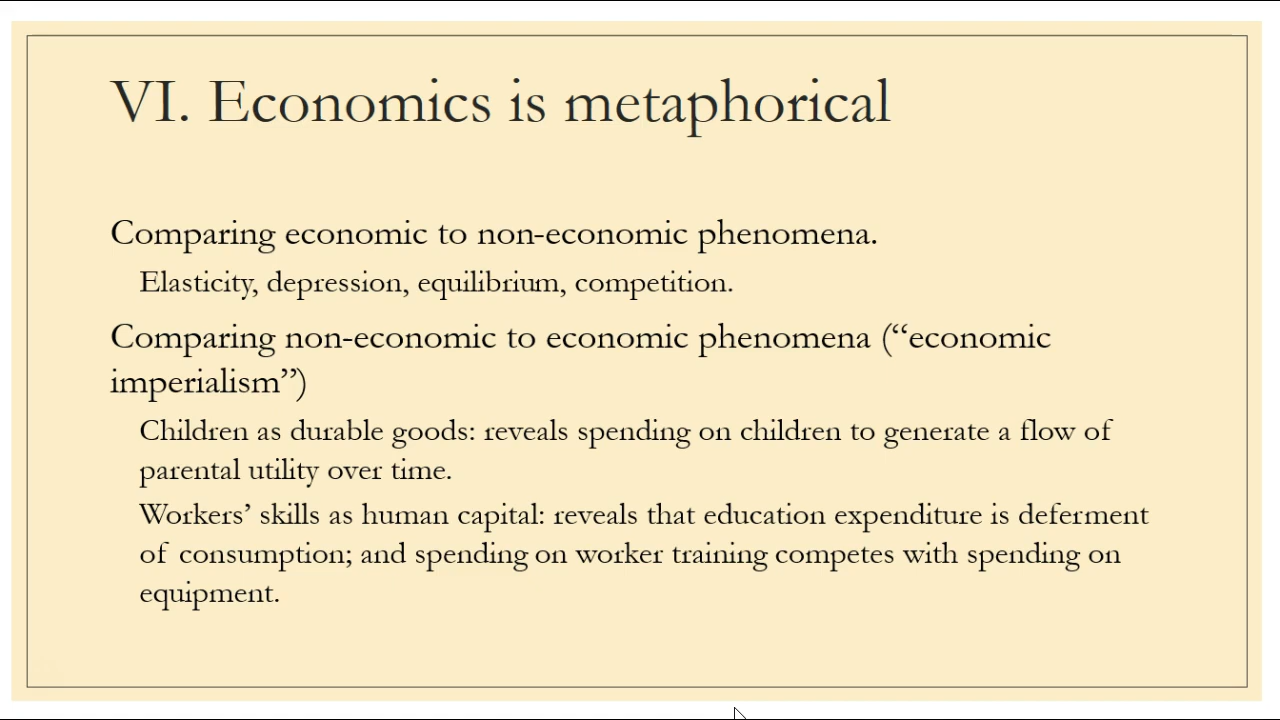 VI. Economics is metaphorical
Comparing economic to non-economic phenomena.
Elasticity, depression, equilibrium, competition.
Comparing non-economic to economic phenomena (“economic
imperialism”)
Children as durable goods: reveals spending on children to generate a flow of
parental utility over time.
Workers’ skills as human capital: reveals that education expenditure is deferment
of consumption; and spending on worker training competes with spending on
equipment.